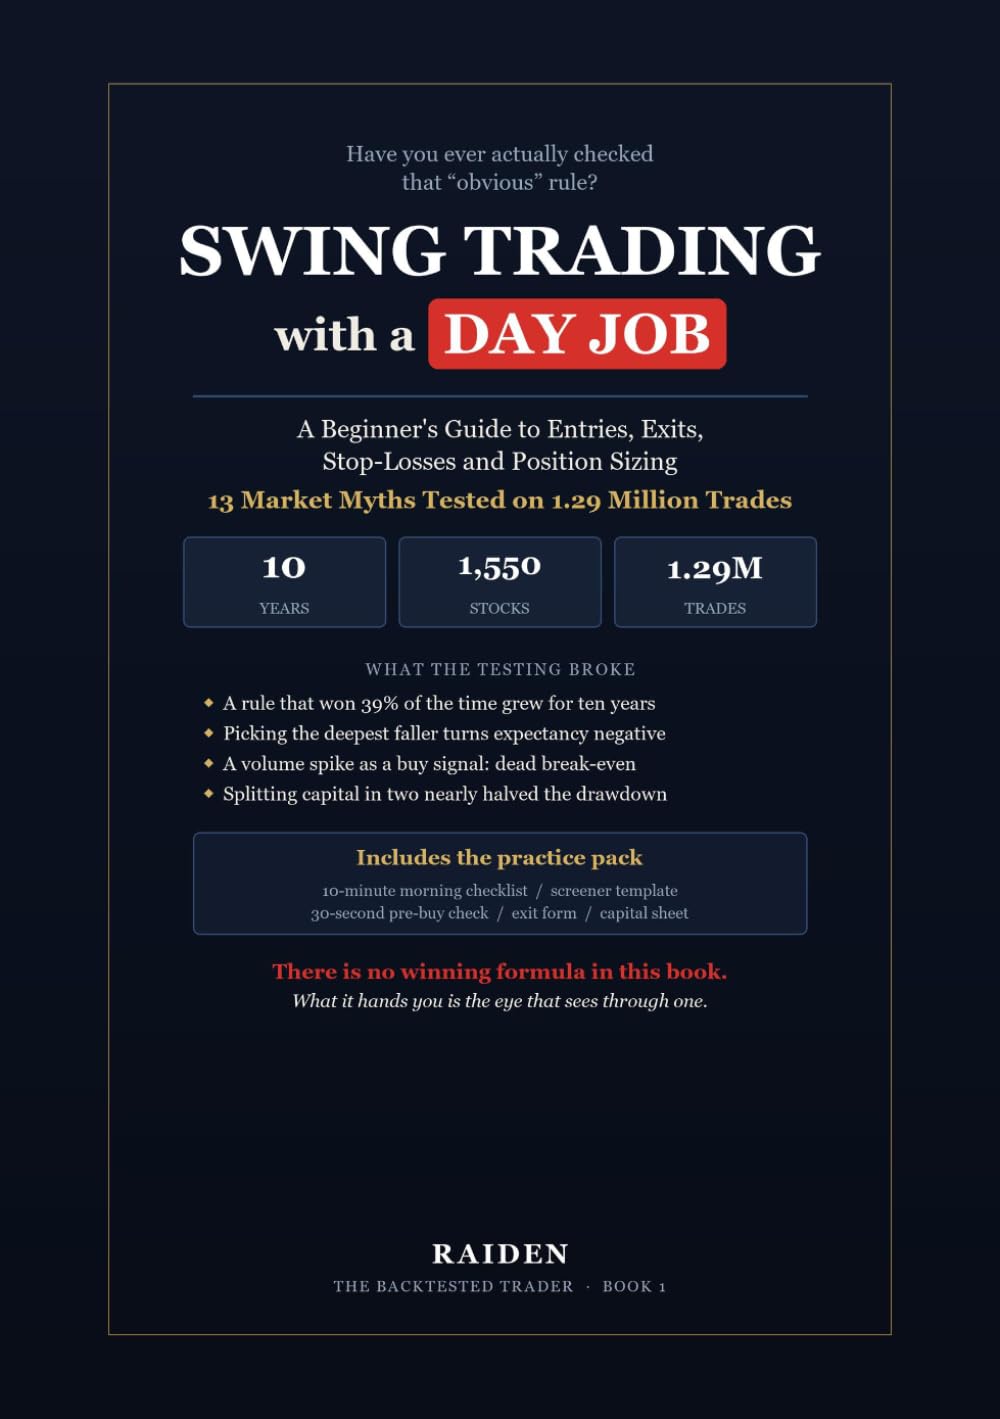 Have you ever actually checked
that “obvious” rule?
SWING TRADING
with a DAY JOB
A Beginner's Guide to Entries, Exits,
Stop-Losses and Position Sizing
13 Market Myths Tested on 1.29 Million Trades
10 1,550 1.29M
YEARS STOCKS TRADES
WHAT THE TESTING BROKE
◆ A rule that won 39% of the time grew for ten years
◆ Picking the deepest faller turns expectancy negative
◆ A volume spike as a buy signal: dead break-even
◆ Splitting capital in two nearly halved the drawdown
Includes the practice pack
10-minute morning checklist / screener template
30-second pre-buy check / exit form / capital sheet
There is no winning formula in this book.
What it hands you is the eye that sees through one.
RAIDEN
THE BACKTESTED TRADER · BOOK 1